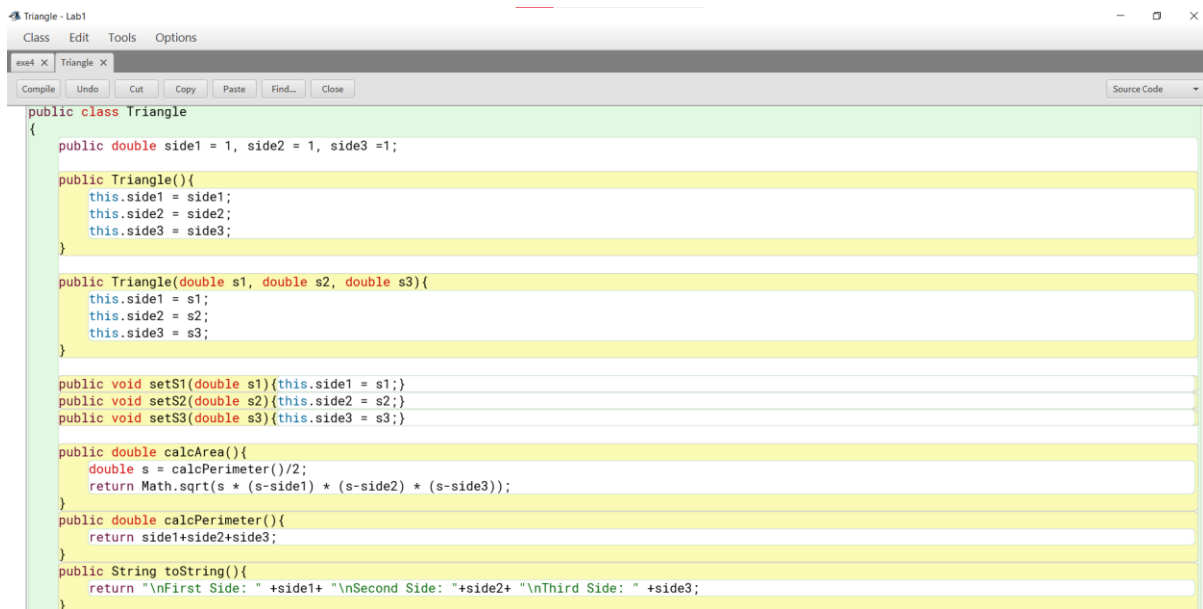 Triangle - Lab1
Class Edit Tools Options
exe4 X Triangle X
Compile Undo Cut Copy Paste Find... Close Source Code
public class Triangle
{
public double side1 = 1, side2 = 1, side3 =1;
public Triangle(){
this.side1 = side1;
this.side2 = side2;
this.side3 = side3;
}
public Triangle(double s1, double s2, double s3){
this.side1 = s1;
this.side2 = s2;
this.side3 = s3;
}
public void setS1(double s1){this.side1 = s1;}
public void setS2(double s2){this.side2 = s2;}
public void setS3(double s3){this.side3 = s3;}
public double calcArea(){
double s = calcPerimeter()/2;
return Math.sqrt(s * (s-side1) * (s-side2) * (s-side3));
}
public double calcPerimeter(){
return side1+side2+side3;
}
public String toString(){
return "\nFirst Side: " +side1+ "\nSecond Side: "+side2+ "\nThird Side: " +side3;
}